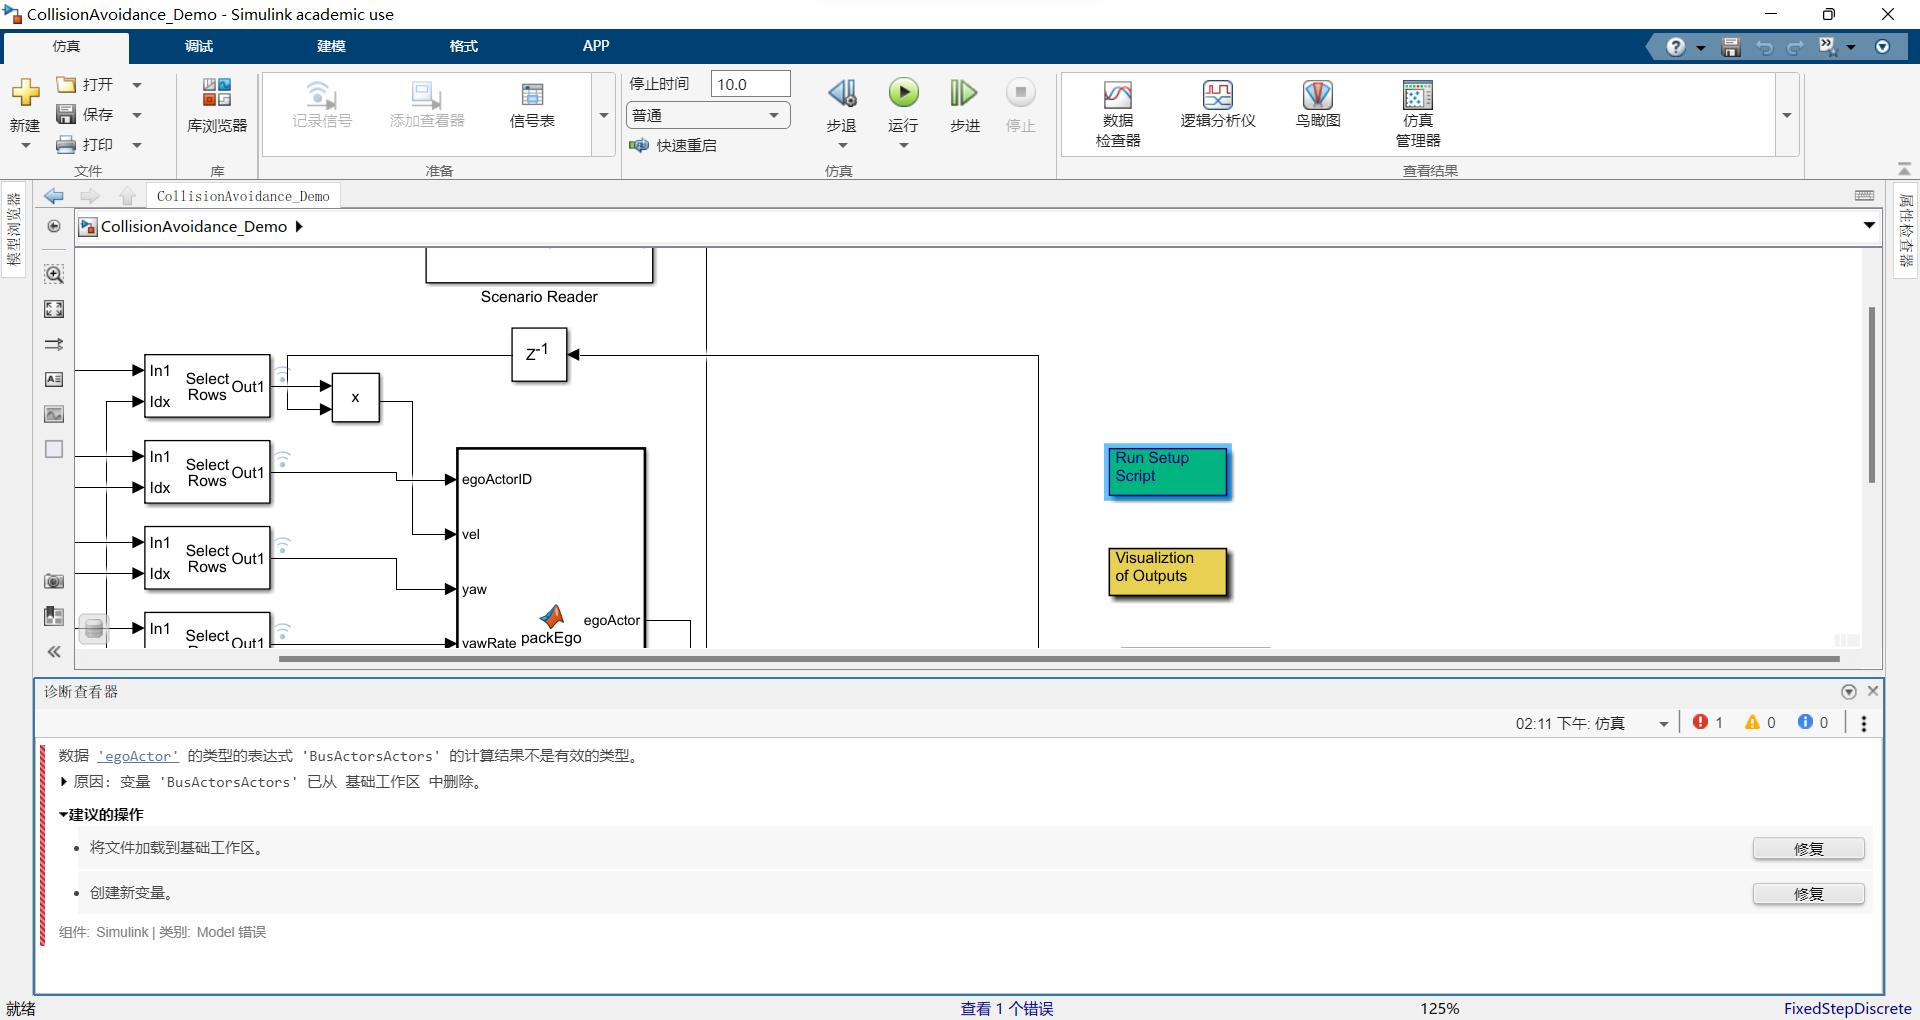 CollisionAvoidance_Demo - Simulink academic use
仿真 调试 建模 格式 APP
新建
打开
保存
打印
文件
库浏览器
库
记录信号
添加查看器
信号表
准备
停止时间 10.0
普通
快速重启
步退
运行
步进
停止
仿真
数据
检查器
逻辑分析仪
鸟瞰图
仿真
管理器
查看结果
模型浏览器
属性检查器
CollisionAvoidance_Demo
CollisionAvoidance_Demo
Scenario Reader
Z-1
In1
Idx
Select
Rows
Out1
x
In1
Idx
Select
Rows
Out1
In1
Idx
Select
Rows
Out1
In1
Select
Out1
egoActorID
vel
yaw
yawRate
packEgo
egoActor
Run Setup
Script
Visualiztion
of Outputs
诊断查看器
02:11 下午: 仿真 1 0 0
数据 'egoActor' 的类型的表达式 'BusActorsActors' 的计算结果不是有效的类型。
原因: 变量 'BusActorsActors' 已从 基础工作区 中删除。
建议的操作
将文件加载到基础工作区。 修复
创建新变量。 修复
组件: Simulink | 类别: Model 错误
就绪
查看 1 个错误
125%
FixedStepDiscrete